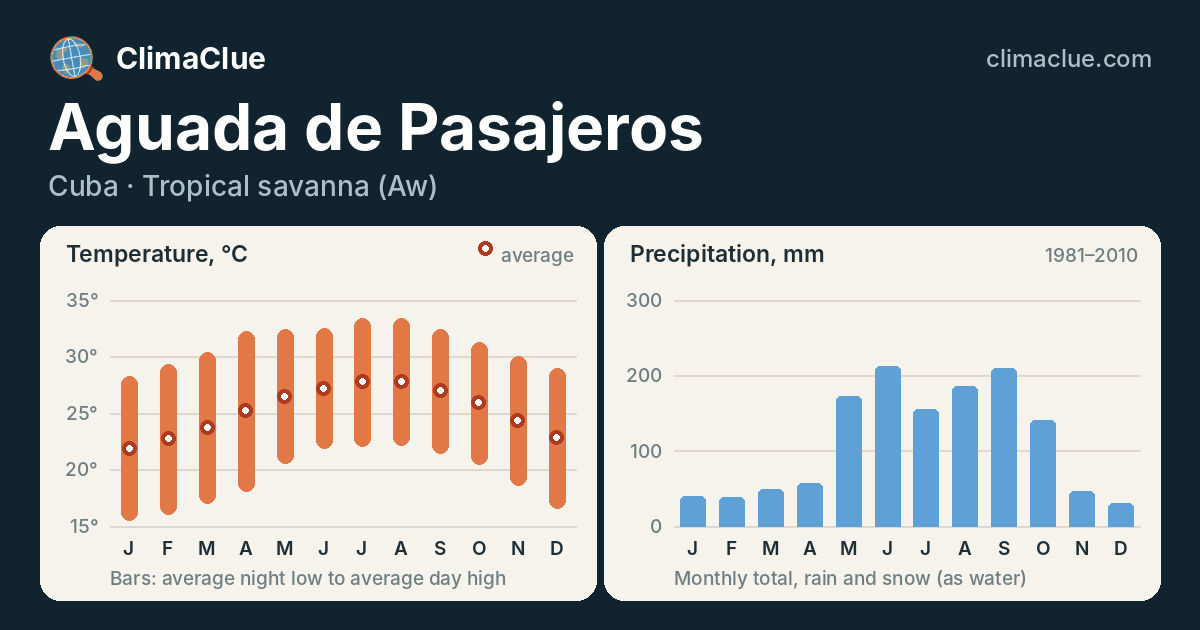 ClimaClue
climaclue.com
Aguada de Pasajeros
Cuba · Tropical savanna (Aw)
Temperature, °C
average
35°
30°
25°
20°
15°
J F M A M J J A S O N D
Bars: average night low to average day high
Precipitation, mm
1981–2010
300
200
100
0
J F M A M J J A S O N D
Monthly total, rain and snow (as water)